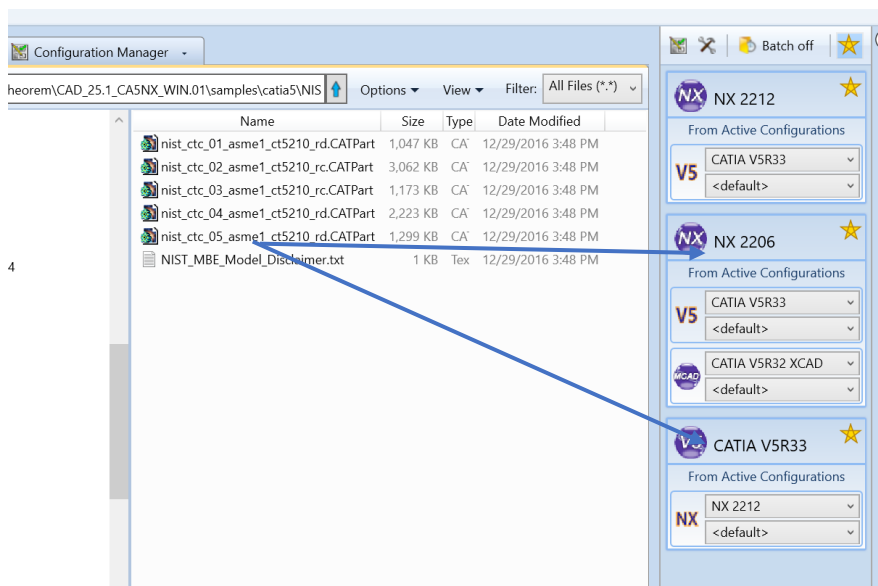 Configuration Manager
Batch off
heorem\CAD_25.1_CA5NX_WIN.01\samples\catia5\NIS
Options
View
Filter:
All Files (*.*)
Name Size Type Date Modified
nist_ctc_01_asme1_ct5210_rd.CATPart 1,047 KB CA 12/29/2016 3:48 PM
nist_ctc_02_asme1_ct5210_rc.CATPart 3,062 KB CA 12/29/2016 3:48 PM
nist_ctc_03_asme1_ct5210_rc.CATPart 1,173 KB CA 12/29/2016 3:48 PM
nist_ctc_04_asme1_ct5210_rd.CATPart 2,223 KB CA 12/29/2016 3:48 PM
nist_ctc_05_asme1_ct5210_rd.CATPart 1,299 KB CA 12/29/2016 3:48 PM
NIST_MBE_Model_Disclaimer.txt 1 KB Tex 12/29/2016 3:48 PM
4
NX NX 2212
From Active Configurations
V5
CATIA V5R33
<default>
NX NX 2206
From Active Configurations
V5
CATIA V5R33
<default>
MCAD
CATIA V5R32 XCAD
<default>
V5 CATIA V5R33
From Active Configurations
NX
NX 2212
<default>